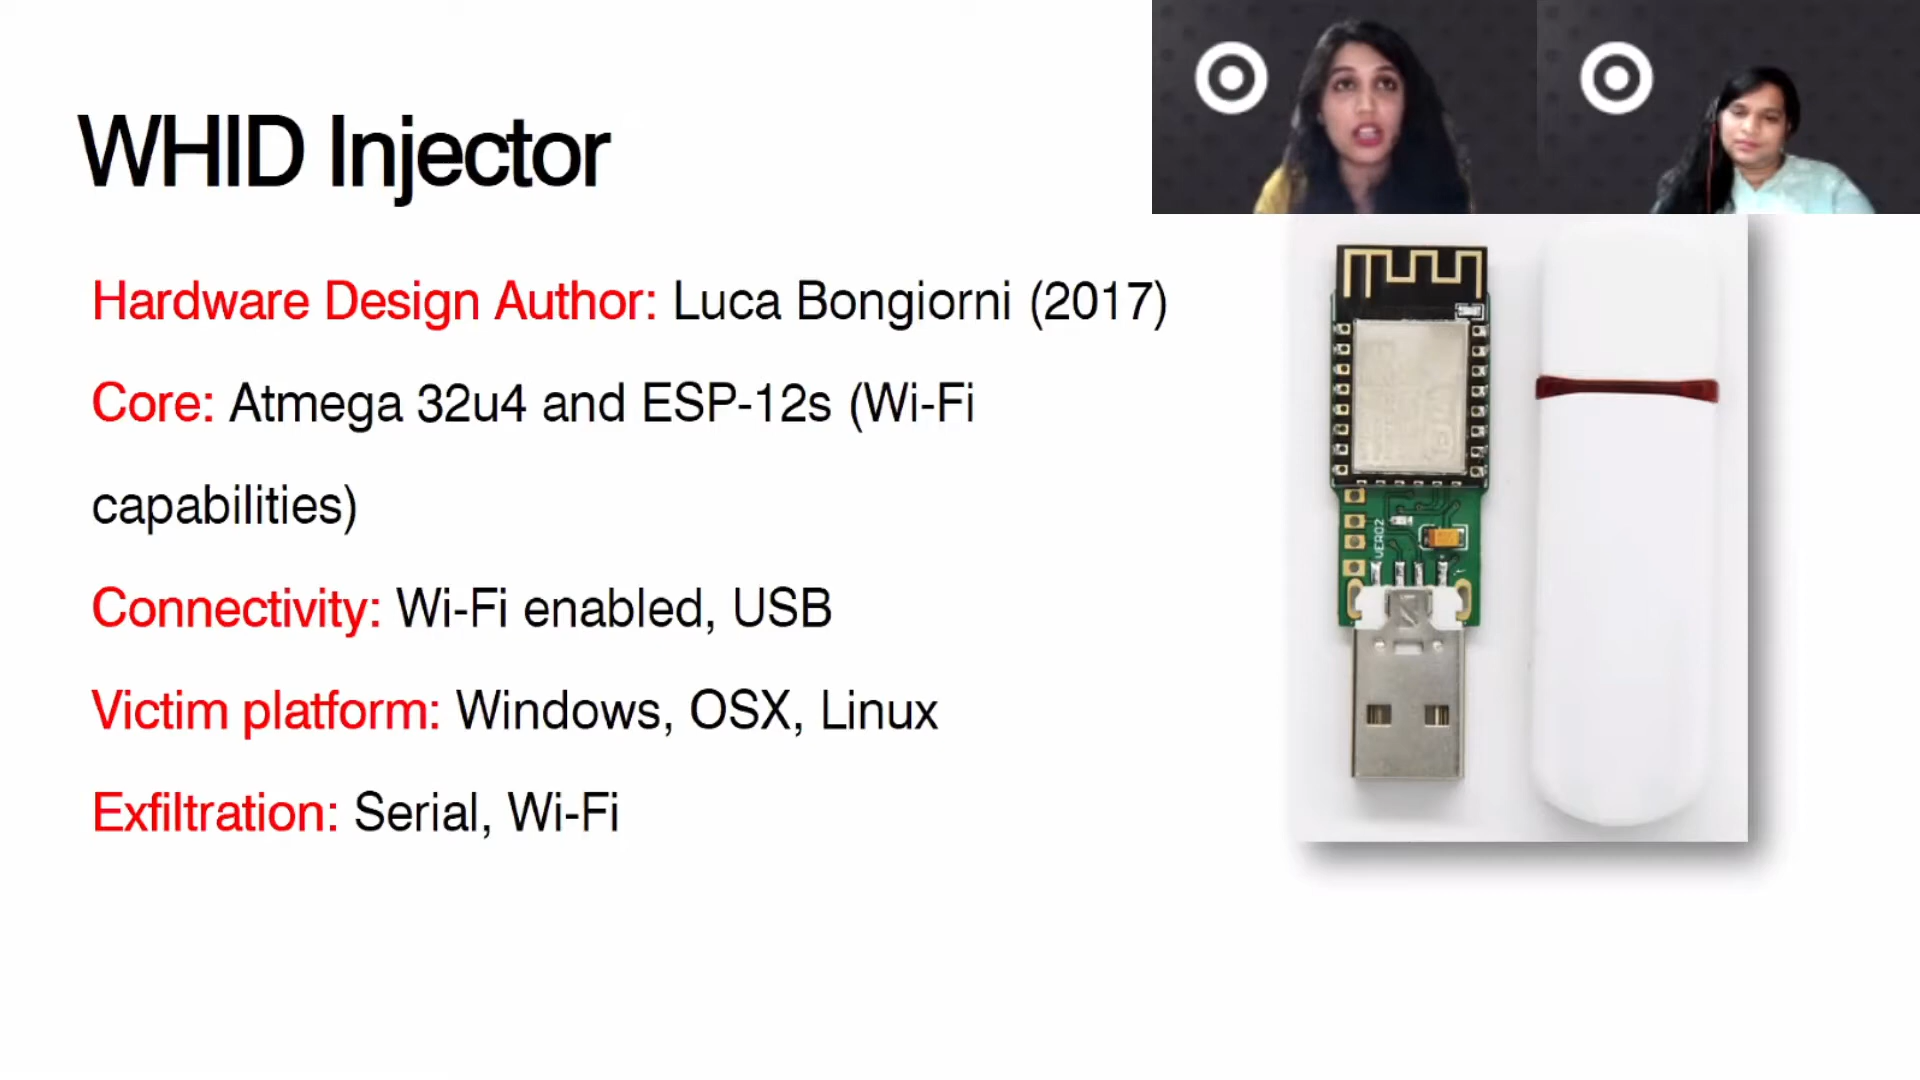 WHID Injector
Hardware Design Author: Luca Bongiorni (2017)
Core: Atmega 32u4 and ESP-12s (Wi-Fi
capabilities)
Connectivity: Wi-Fi enabled, USB
Victim platform: Windows, OSX, Linux
Exfiltration: Serial, Wi-Fi
VER02